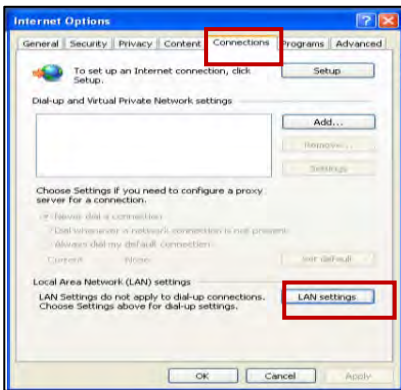 Internet Options
General Security Privacy Content Connections Programs Advanced
To set up an Internet connection, click
Setup.
Setup
Dial-up and Virtual Private Network settings
Add...
Remove...
Settings
Choose Settings if you need to configure a proxy
server for a connection.
Never dial a connection
Dial whenever a network connection is not present
Always dial my default connection
Current None
Set default
Local Area Network (LAN) settings
LAN Settings do not apply to dial-up connections.
Choose Settings above for dial-up settings.
LAN settings
OK Cancel Apply